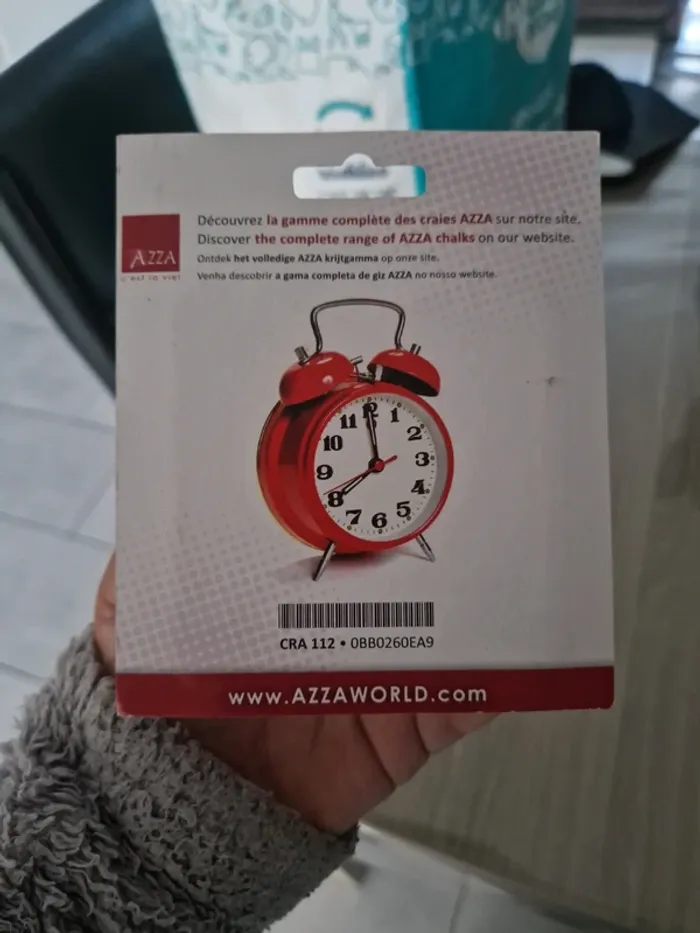 Découvrez la gamme complète des craies AZZA sur notre site.
Discover the complete range of AZZA chalks on our website.
Ontdek het volledige AZZA krijtgamma op onze site.
Venha descobrir a gama completa de giz AZZA no nosso website.
AZZA
c'est la vie!
12
1
2
3
4
5
6
7
8
9
10
11
CRA 112 • 0BB0260EA9
www.AZZAWORLD.com